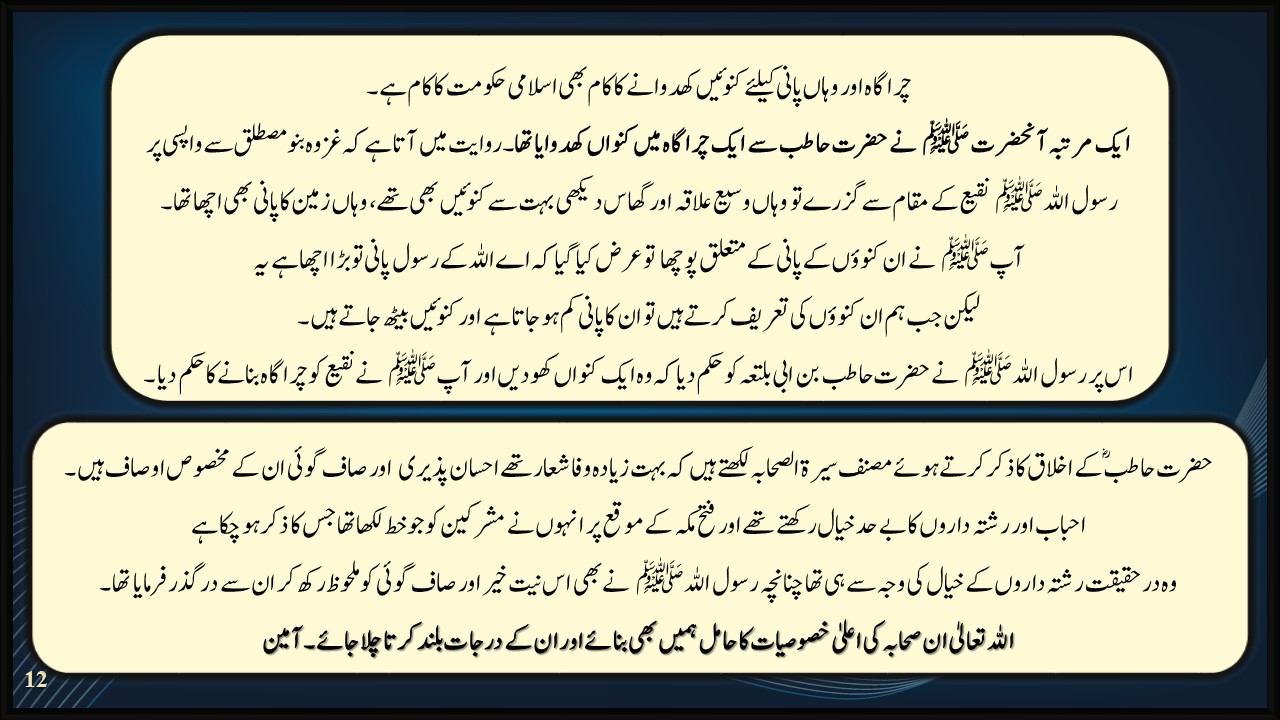 چراگاہ اور وہاں پانی کیلئے کنوئیں کھدوانے کا کام بھی اسلامی حکومت کا کام ہے۔
ایک مرتبہ آنحضرت ﷺ نے حضرت حاطب سے ایک چراگاہ میں کنواں کھدوایا تھا۔ روایت میں آتا ہے کہ غزوہ بنو مصطلق سے واپسی پر
رسول اللہ ﷺ نقیع کے مقام سے گزرے تو وہاں وسیع علاقہ اور گھاس دیکھی بہت سے کنوئیں بھی تھے، وہاں زمین کا پانی بھی اچھا تھا۔
آپ ﷺ نے ان کنوؤں کے پانی کے متعلق پوچھا تو عرض کیا گیا کہ اے اللہ کے رسول پانی تو بڑا اچھا ہے یہ
لیکن جب ہم ان کنوؤں کی تعریف کرتے ہیں تو ان کا پانی کم ہو جاتا ہے اور کنوئیں بیٹھ جاتے ہیں۔
اس پر رسول اللہ ﷺ نے حضرت حاطب بن ابی بلتعہ کو حکم دیا کہ وہ ایک کنواں کھودیں اور آپ ﷺ نے نقیع کو چراگاہ بنانے کا حکم دیا۔
حضرت حاطبؓ کے اخلاق کا ذکر کرتے ہوئے مصنف سیرۃ الصحابہ لکھتے ہیں کہ بہت زیادہ وفا شعار تھے احسان پذیری اور صاف گوئی ان کے مخصوص اوصاف ہیں۔
احباب اور رشتہ داروں کا بے حد خیال رکھتے تھے اور فتح مکہ کے موقع پر انہوں نے مشرکین کو جو خط لکھا تھا جس کا ذکر ہو چکا ہے
وہ در حقیقت رشتہ داروں کے خیال کی وجہ سے ہی تھا چنانچہ رسول اللہ ﷺ نے بھی اس نیت خیر اور صاف گوئی کو ملحوظ رکھ کر ان سے درگذر فرمایا تھا۔
اللہ تعالیٰ ان صحابہ کی اعلیٰ خصوصیات کا حامل ہمیں بھی بنائے اور ان کے درجات بلند کرتا چلا جائے۔ آمین
12